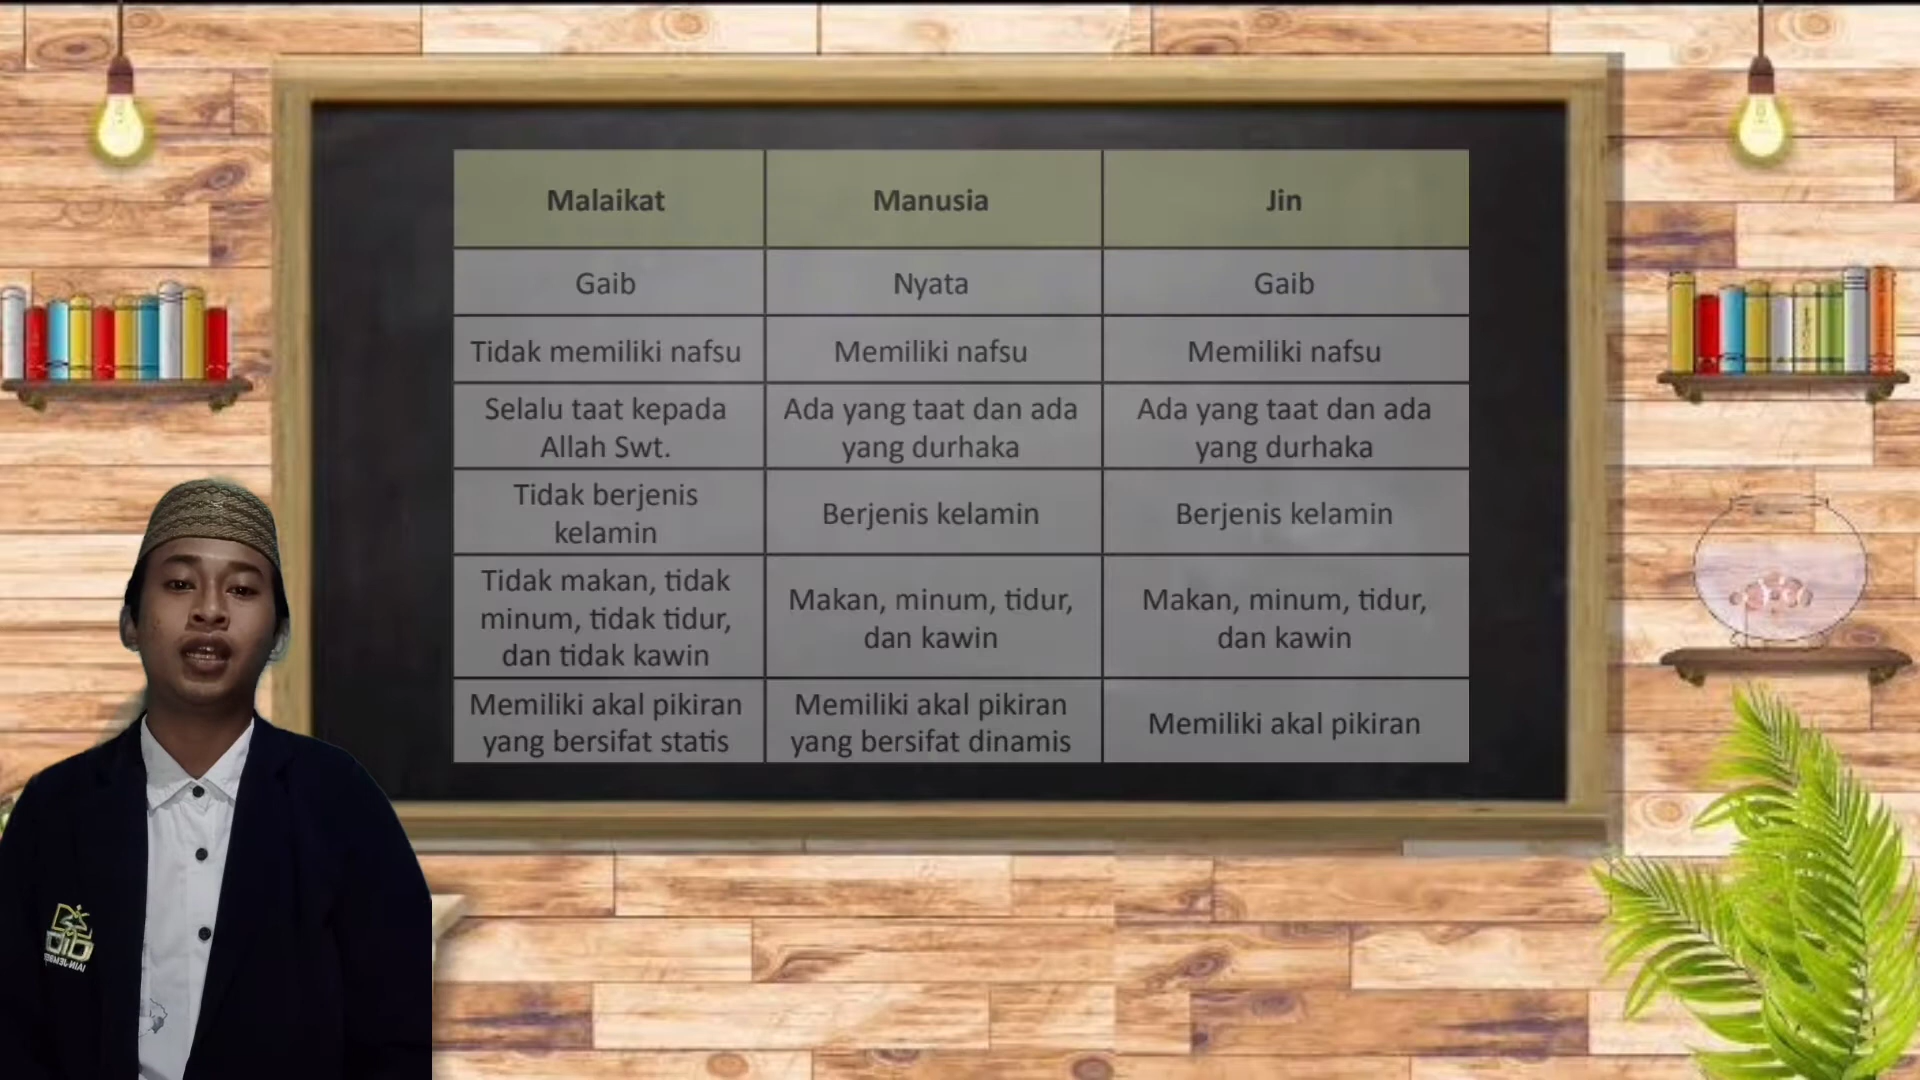 Malaikat
Manusia
Jin
Gaib
Nyata
Gaib
Tidak memiliki nafsu
Memiliki nafsu
Memiliki nafsu
Selalu taat kepada
Allah Swt.
Ada yang taat dan ada
yang durhaka
Ada yang taat dan ada
yang durhaka
Tidak berjenis
kelamin
Berjenis kelamin
Berjenis kelamin
Tidak makan, tidak
minum, tidak tidur,
dan tidak kawin
Makan, minum, tidur,
dan kawin
Makan, minum, tidur,
dan kawin
Memiliki akal pikiran
yang bersifat statis
Memiliki akal pikiran
yang bersifat dinamis
Memiliki akal pikiran